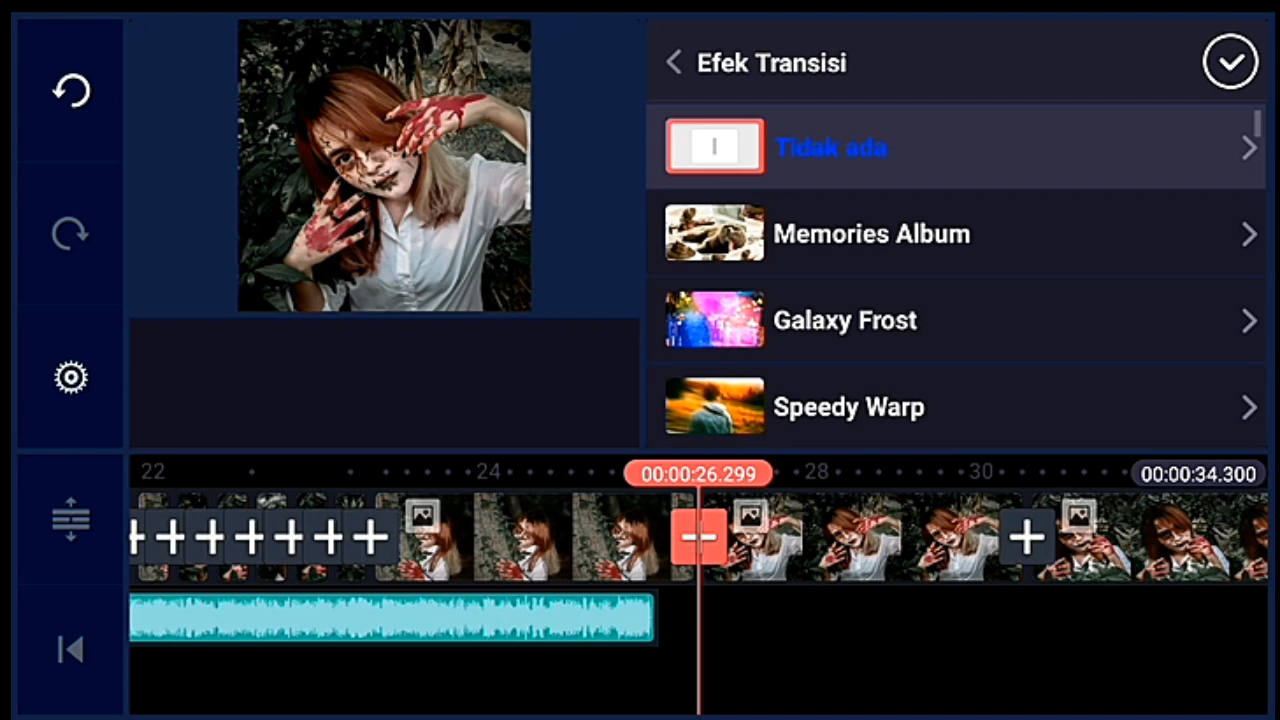 Efek Transisi
Tidak ada
Memories Album
Galaxy Frost
Speedy Warp
22
24
00:00:26.299
28
30
00:00:34.300